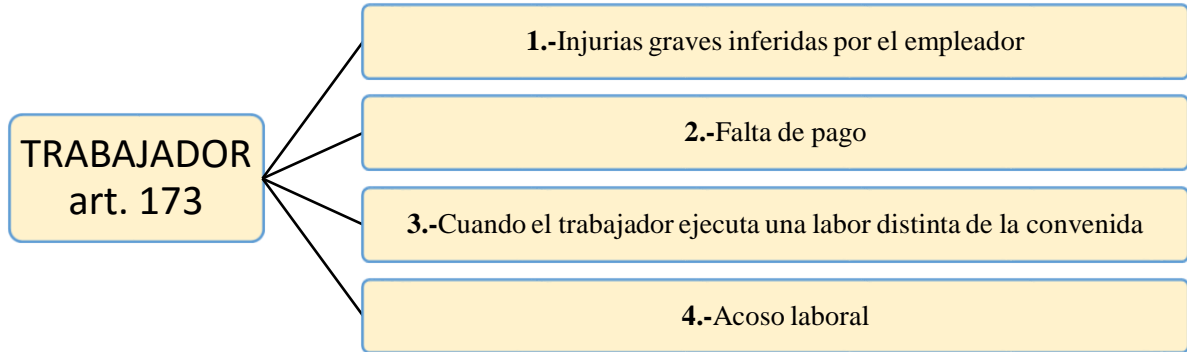 TRABAJADOR
art. 173
1.-Injurias graves inferidas por el empleador
2.-Falta de pago
3.-Cuando el trabajador ejecuta una labor distinta de la convenida
4.-Acoso laboral